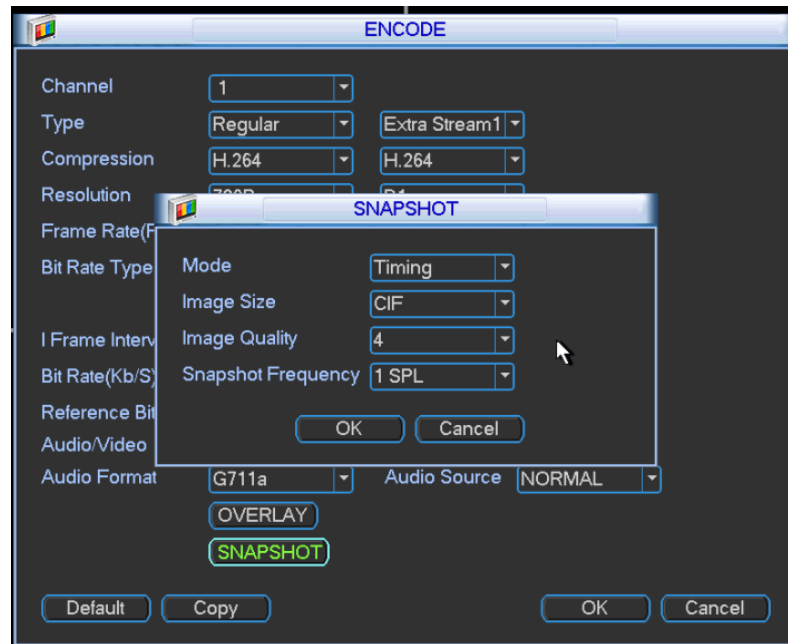 ENCODE
Channel 1
Type Regular Extra Stream1
Compression H.264 H.264
Resolution
SNAPSHOT
Frame Rate(F
Mode Timing
Bit Rate Type
Image Size CIF
I Frame Interv
Image Quality 4
Bit Rate(Kb/S)
Snapshot Frequency 1 SPL
Reference Bit
OK Cancel
Audio/Video
Audio Format G711a Audio Source NORMAL
OVERLAY
SNAPSHOT
Default Copy OK Cancel